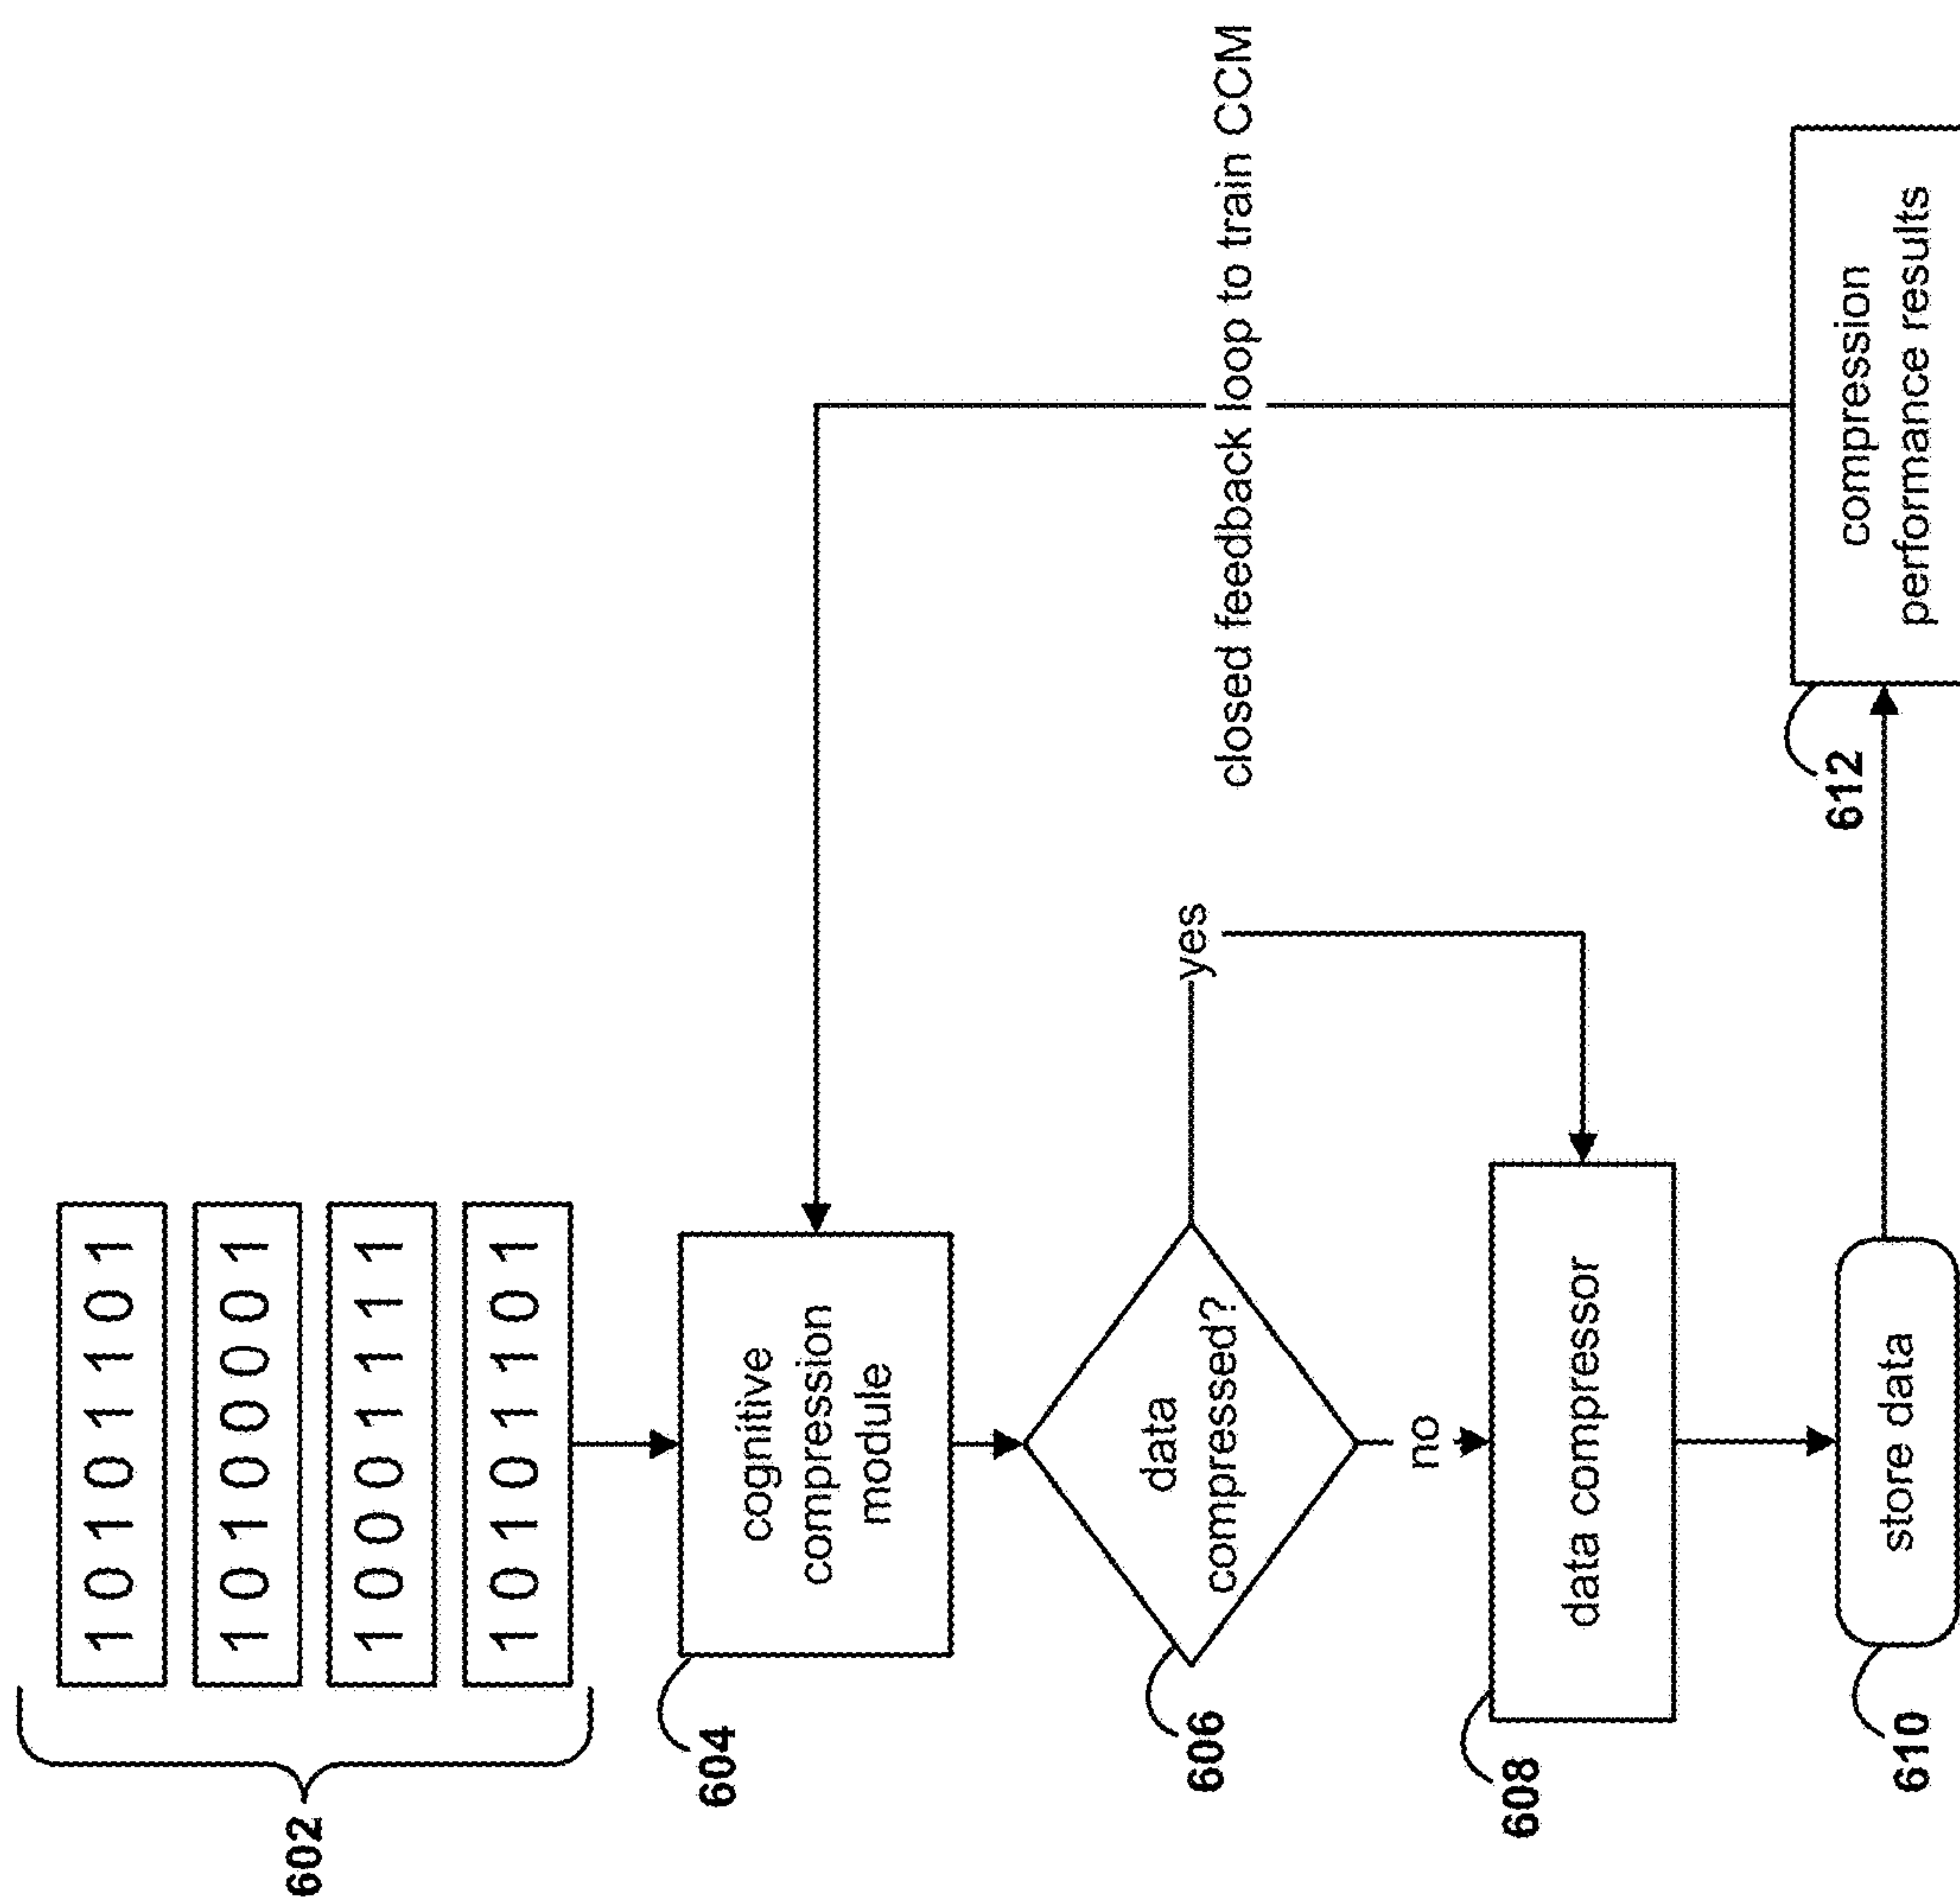 1 0 1 0 1 1 0 1
1 0 1 0 0 0 0 1
602
1 0 0 0 1 1 1 1
1 0 1 0 1 1 0 1
604
cognitive
compression
module
606
data
compressed?
yes
closed feedback loop to train CCM
no
608
data compressor
612
compression
performance results
610
store data